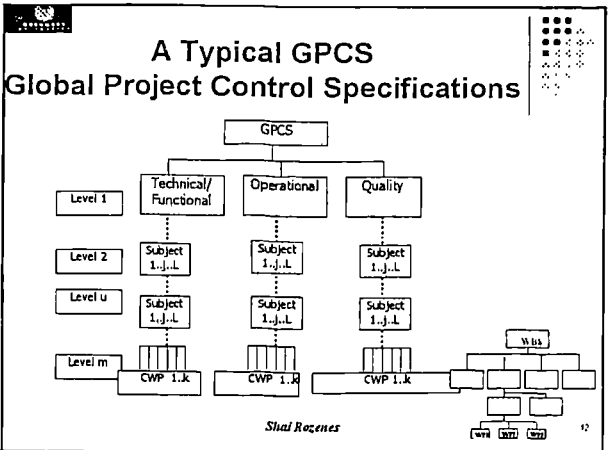 A Typical GPCS
Global Project Control Specifications
GPCS
Level 1
Technical/
Functional
Operational
Quality
Level 2
Subject
1..j..L
Subject
1..j..L
Subject
1..j..L
Level u
Subject
1..j..L
Subject
1..j..L
Subject
1..j..L
Level m
CWP 1..k
CWP 1..k
CWP 1..k
WBS
Shai Rozenes
12